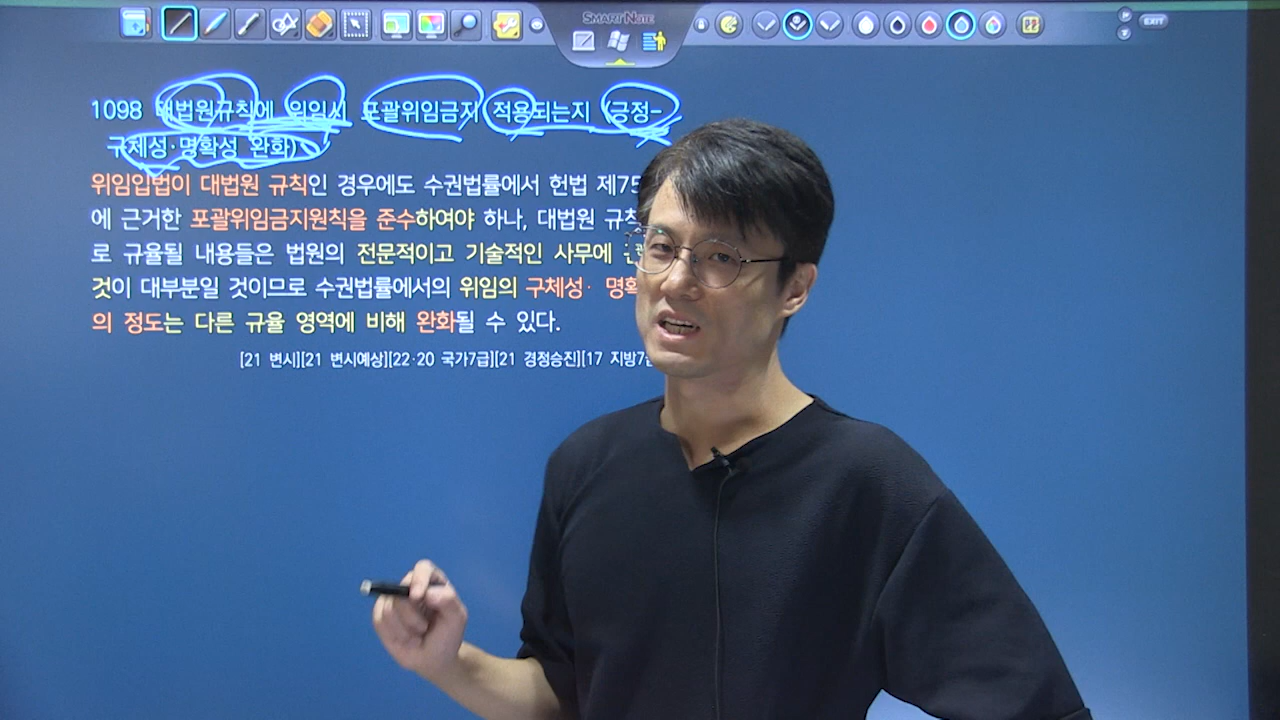 SMART NOTE
EXIT
1098 대법원규칙에 위임시 포괄위임금지 적용되는지 (긍정-
구체성·명확성 완화)
위임입법이 대법원 규칙인 경우에도 수권법률에서 헌법 제75
에 근거한 포괄위임금지원칙을 준수하여야 하나, 대법원 규칙
로 규율될 내용들은 법원의 전문적이고 기술적인 사무에
것이 대부분일 것이므로 수권법률에서의 위임의 구체성· 명확
의 정도는 다른 규율 영역에 비해 완화될 수 있다.
[21 변시][21 변시예상][22·20 국가7급][21 경정승진][17 지방7급